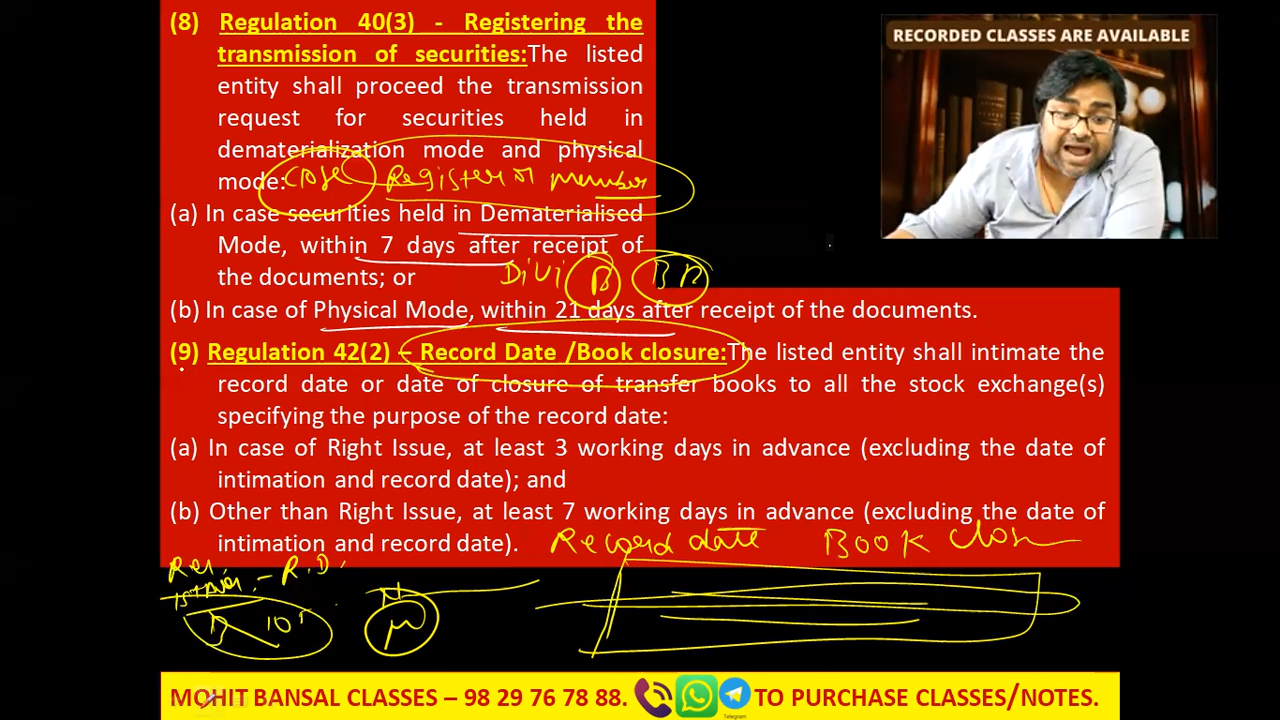 RECORDED CLASSES ARE AVAILABLE
(8) Regulation 40(3) - Registering the
transmission of securities:The listed
entity shall proceed the transmission
request for securities held in
dematerialization mode and physical
mode: close Register of member
(a) In case securities held in Dematerialised
Mode, within 7 days after receipt of
the documents; or Divi B
(b) In case of Physical Mode, within 21 days after receipt of the documents.
(9) Regulation 42(2) – Record Date /Book closure:The listed entity shall intimate the
record date or date of closure of transfer books to all the stock exchange(s)
specifying the purpose of the record date:
(a) In case of Right Issue, at least 3 working days in advance (excluding the date of
intimation and record date); and
(b) Other than Right Issue, at least 7 working days in advance (excluding the date of
intimation and record date). Record date Book closu
R.D.
MOHIT BANSAL CLASSES – 98 29 76 78 88. TO PURCHASE CLASSES/NOTES.
Telegram